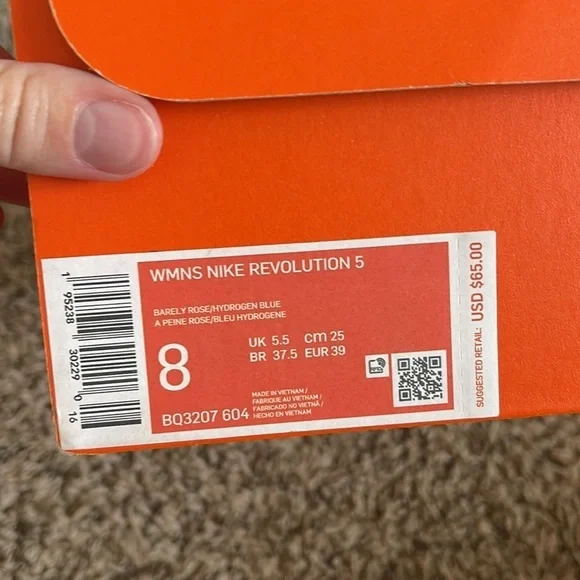 WMNS NIKE REVOLUTION 5
BARELY ROSE/HYDROGEN BLUE
A PEINE ROSE/BLEU HYDROGENE
8
UK 5.5 cm 25
BR 37.5 EUR 39
BQ3207 604
MADE IN VIETNAM /
FABRIQUE AU VIETNAM /
FABRICADO NO VIETNÃ /
HECHO EN VIETNAM
1 95238 30229 016
SUGGESTED RETAIL: USD $65.00